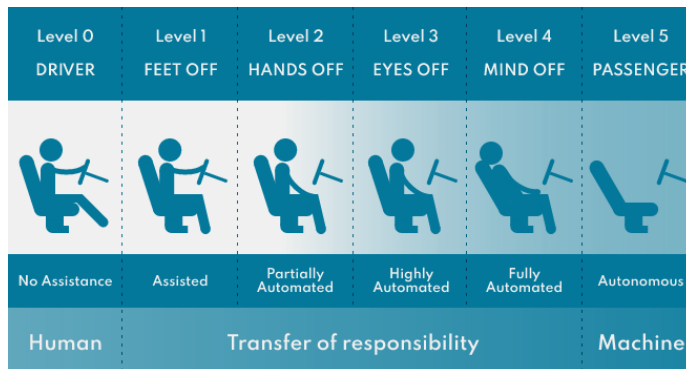 Level 0
DRIVER
Level 1
FEET OFF
Level 2
HANDS OFF
Level 3
EYES OFF
Level 4
MIND OFF
Level 5
PASSENGER
No Assistance
Assisted
Partially
Automated
Highly
Automated
Fully
Automated
Autonomous
Human
Transfer of responsibility
Machine